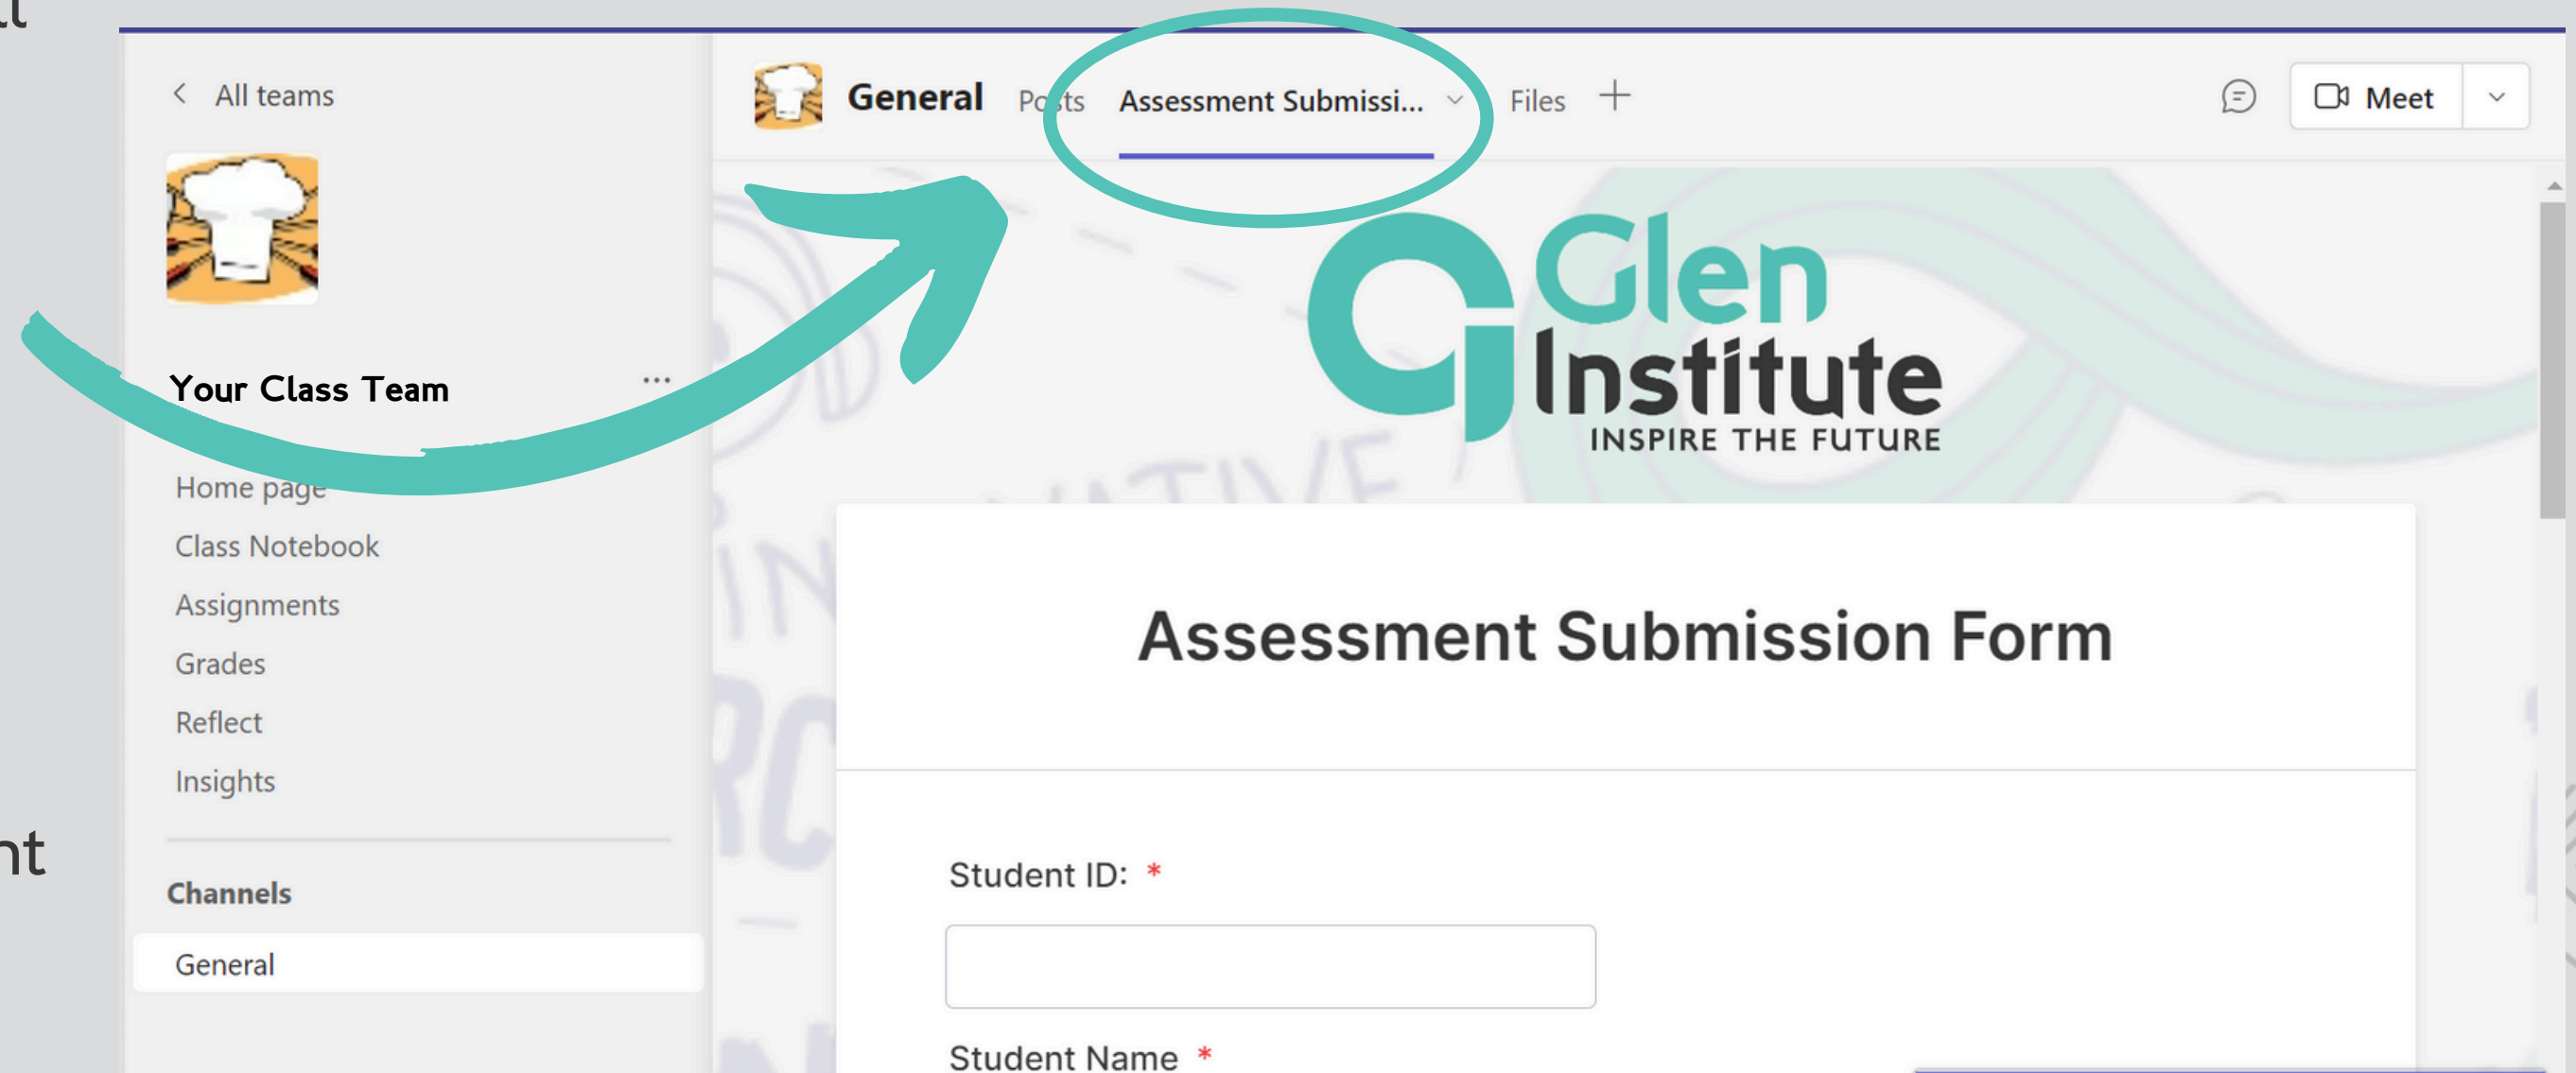 All teams
Your Class Team
...
Home page
Class Notebook
Assignments
Grades
Reflect
Insights
Channels
General
General Posts Assessment Submissi... Files +
Meet
Glen
Institute
INSPIRE THE FUTURE
Assessment Submission Form
Student ID: *
Student Name *